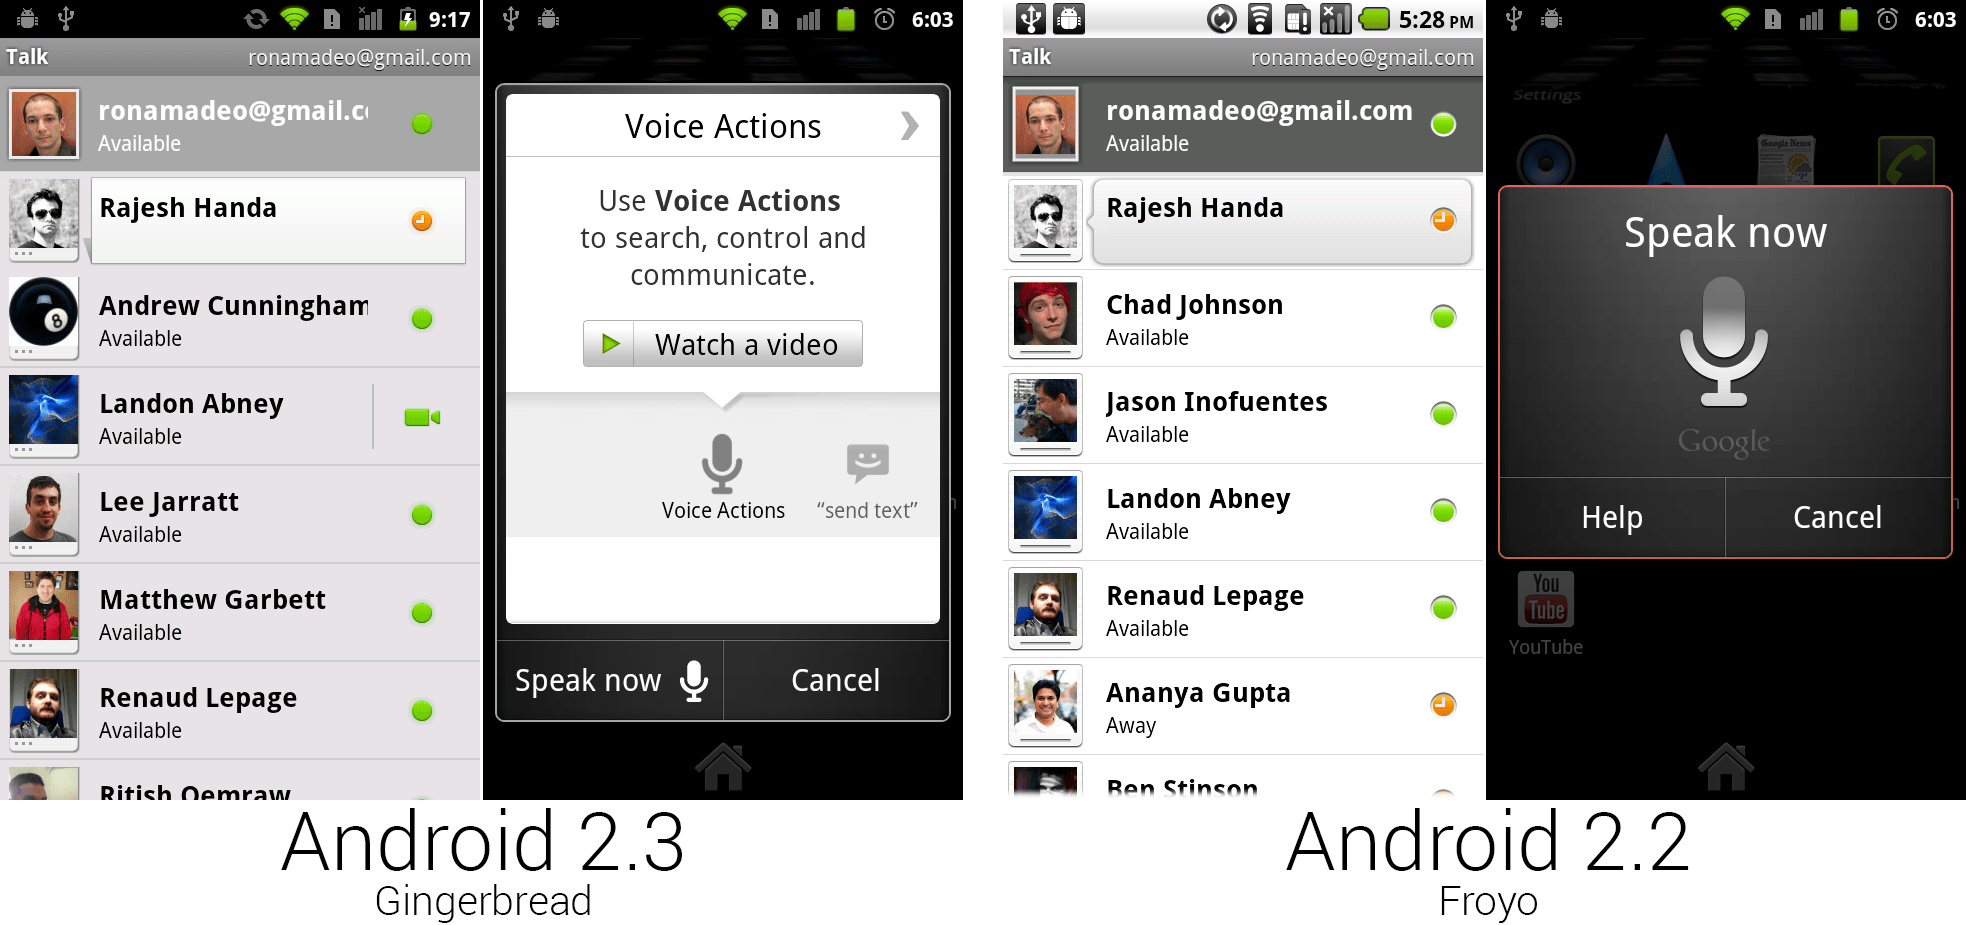 9:17
Talk
ronamadeo@gmail.com
ronamadeo@gmail.c
Available
Rajesh Handa
Andrew Cunningham
Available
Landon Abney
Available
Lee Jarratt
Available
Matthew Garbett
Available
Renaud Lepage
Available
Ritish Oemraw
6:03
Voice Actions
Use Voice Actions
to search, control and
communicate.
Watch a video
Voice Actions
“send text”
Speak now
Cancel
Android 2.3
Gingerbread
5:28 PM
Talk
ronamadeo@gmail.com
ronamadeo@gmail.com
Available
Rajesh Handa
Chad Johnson
Available
Jason Inofuentes
Available
Landon Abney
Available
Renaud Lepage
Available
Ananya Gupta
Away
Ben Stinson
6:03
Settings
Google News
Speak now
Google
Help
Cancel
You
Tube
YouTube
Android 2.2
Froyo